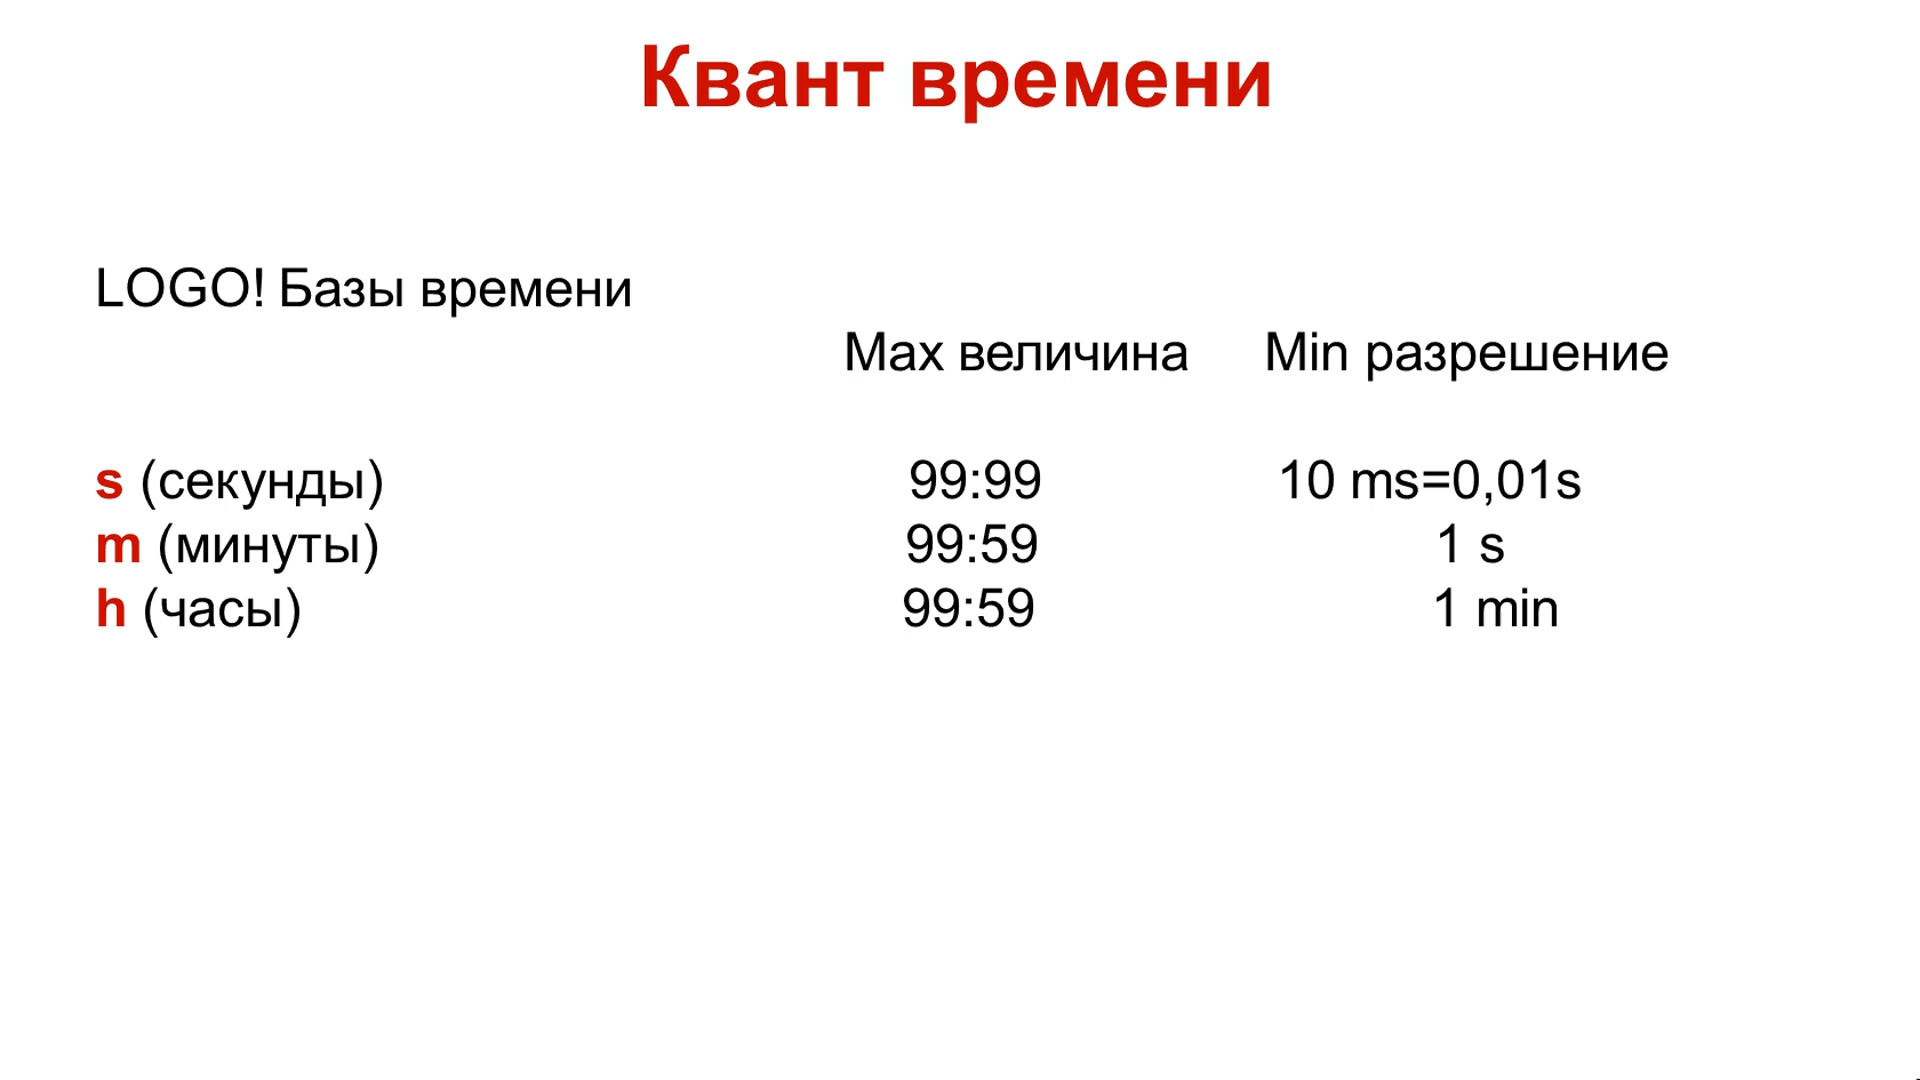 Квант времени
LOGO! Базы времени
Max величина Min разрешение
s (секунды) 99:99 10 ms=0,01s
m (минуты) 99:59 1 s
h (часы) 99:59 1 min